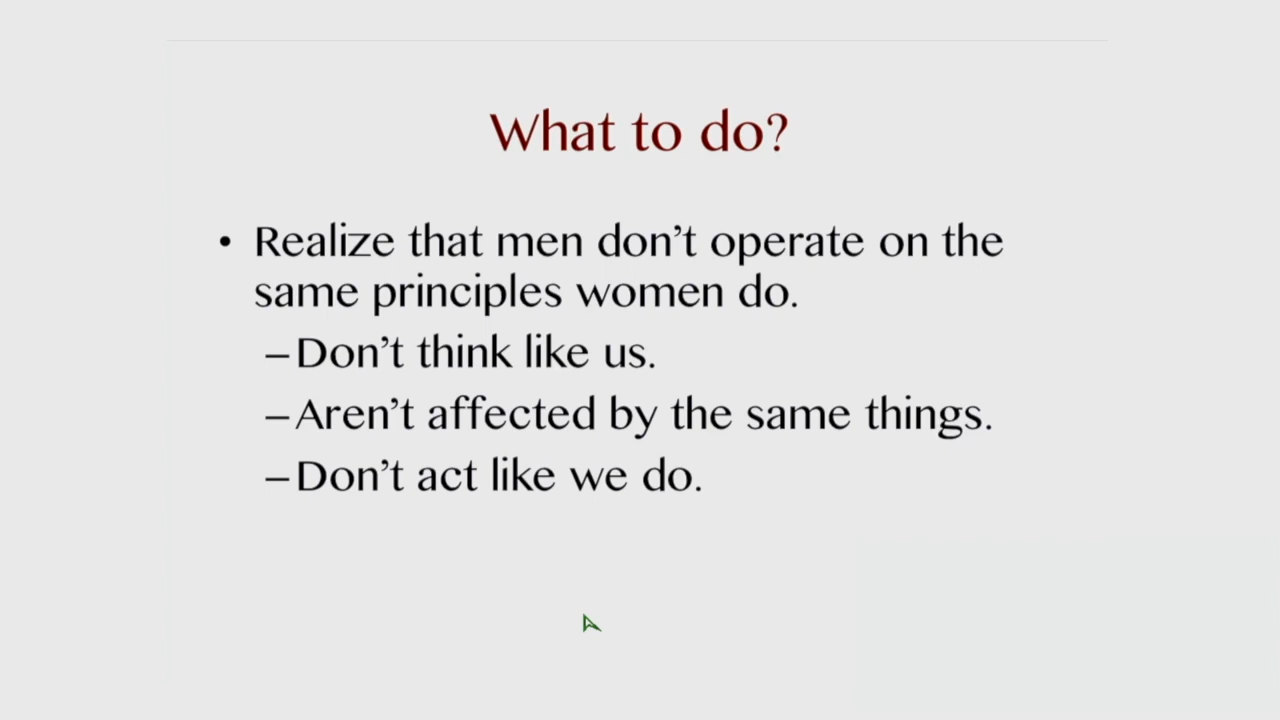 What to do?
• Realize that men don’t operate on the
same principles women do.
–Don’t think like us.
–Aren’t affected by the same things.
–Don’t act like we do.